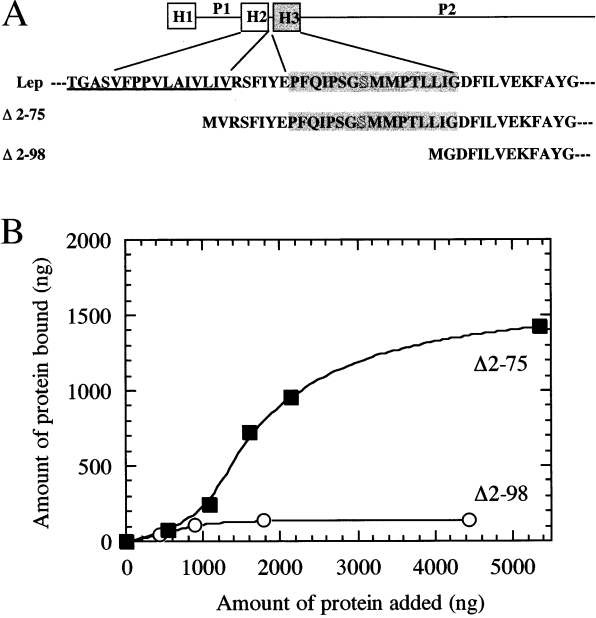 A
H1 P1 H2 H3 P2
Lep ---TGASVFPPVLAIVLIVRSFIYEPFQIPSGSMMPTLLIGDFILVEKFAYG---
Δ 2-75 MVRSFIYEPFQIPSGSMMPTLLIGDFILVEKFAYG---
Δ 2-98 MGDFILVEKFAYG---
B
Amount of protein bound (ng)
2000
1500
1000
500
0
Δ2-75
Δ2-98
0 1000 2000 3000 4000 5000
Amount of protein added (ng)